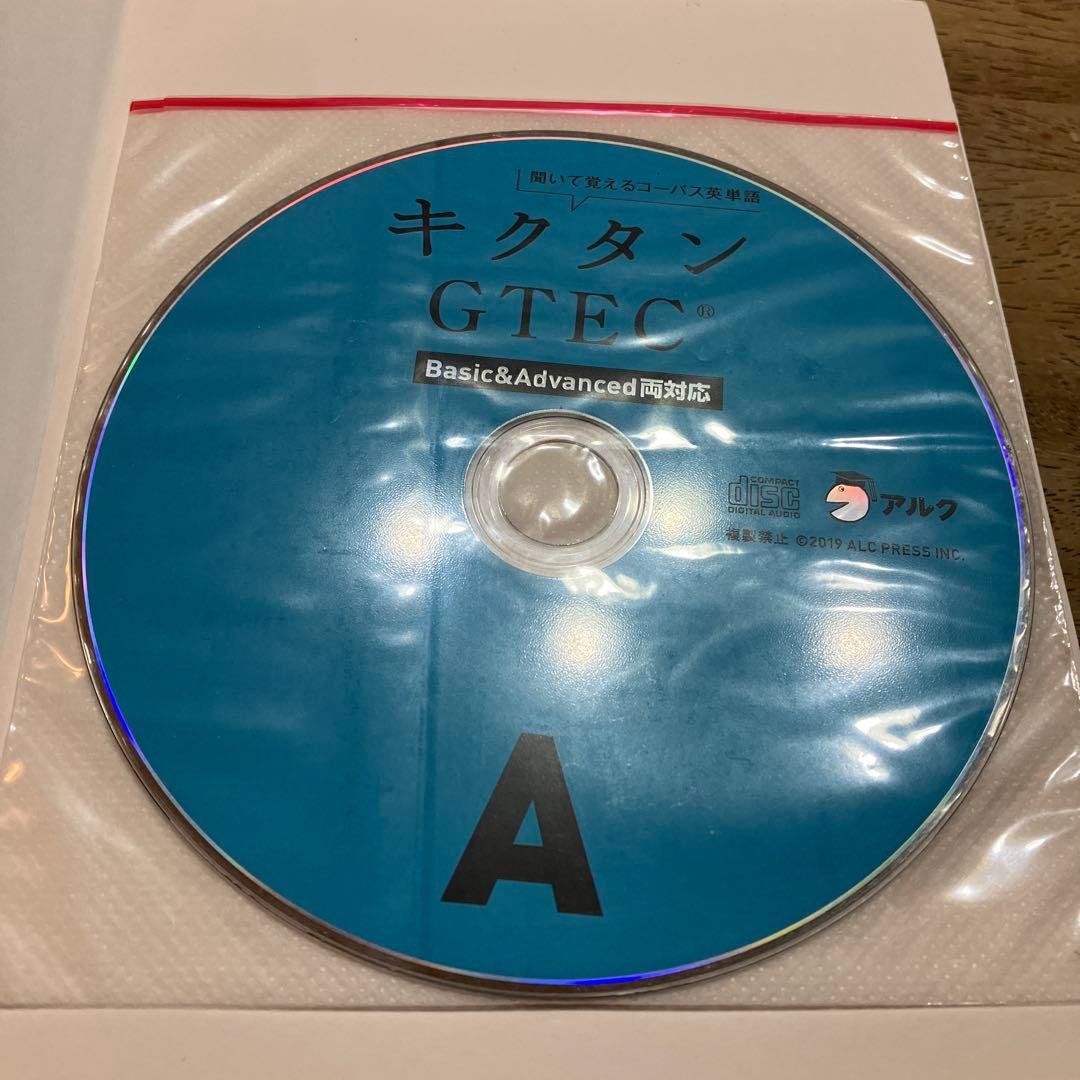 聞いて覚えるコーパス英単語
キクタン
GTEC®
Basic&Advanced両対応
COMPACT
disc
DIGITAL AUDIO
アルク
複製禁止 ©2019 ALC PRESS INC.
A